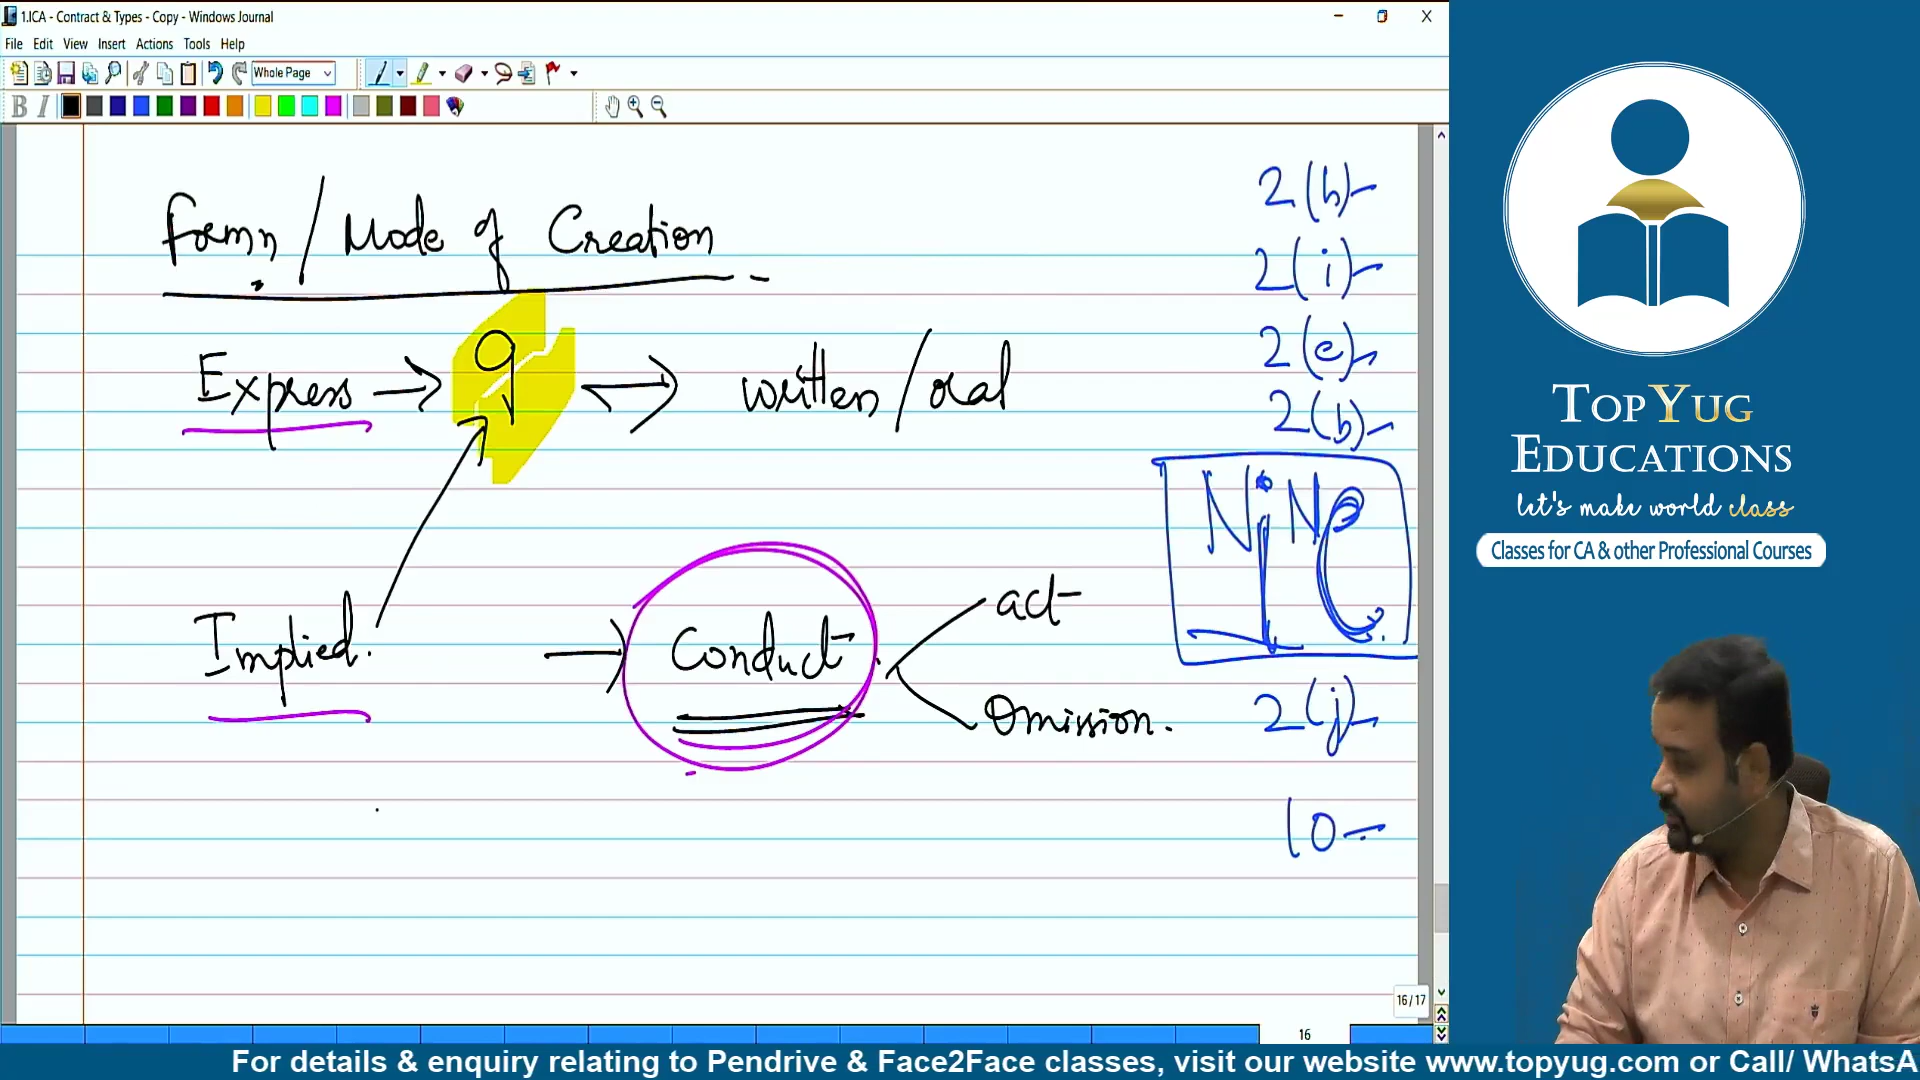 1.ICA - Contract & Types - Copy - Windows Journal
File Edit View Insert Actions Tools Help
Whole Page
B I
Formn / Mode of Creation
Express → 9 → written / oral
Implied. → Conduct
act
Omission.
2(h)
2(i)
2(e)
2(b)
NiNe
2(j)
10
16/17
16
TOPYUG
EDUCATIONS
let's make world class
Classes for CA & other Professional Courses
For details & enquiry relating to Pendrive & Face2Face classes, visit our website www.topyug.com or Call/ WhatsA